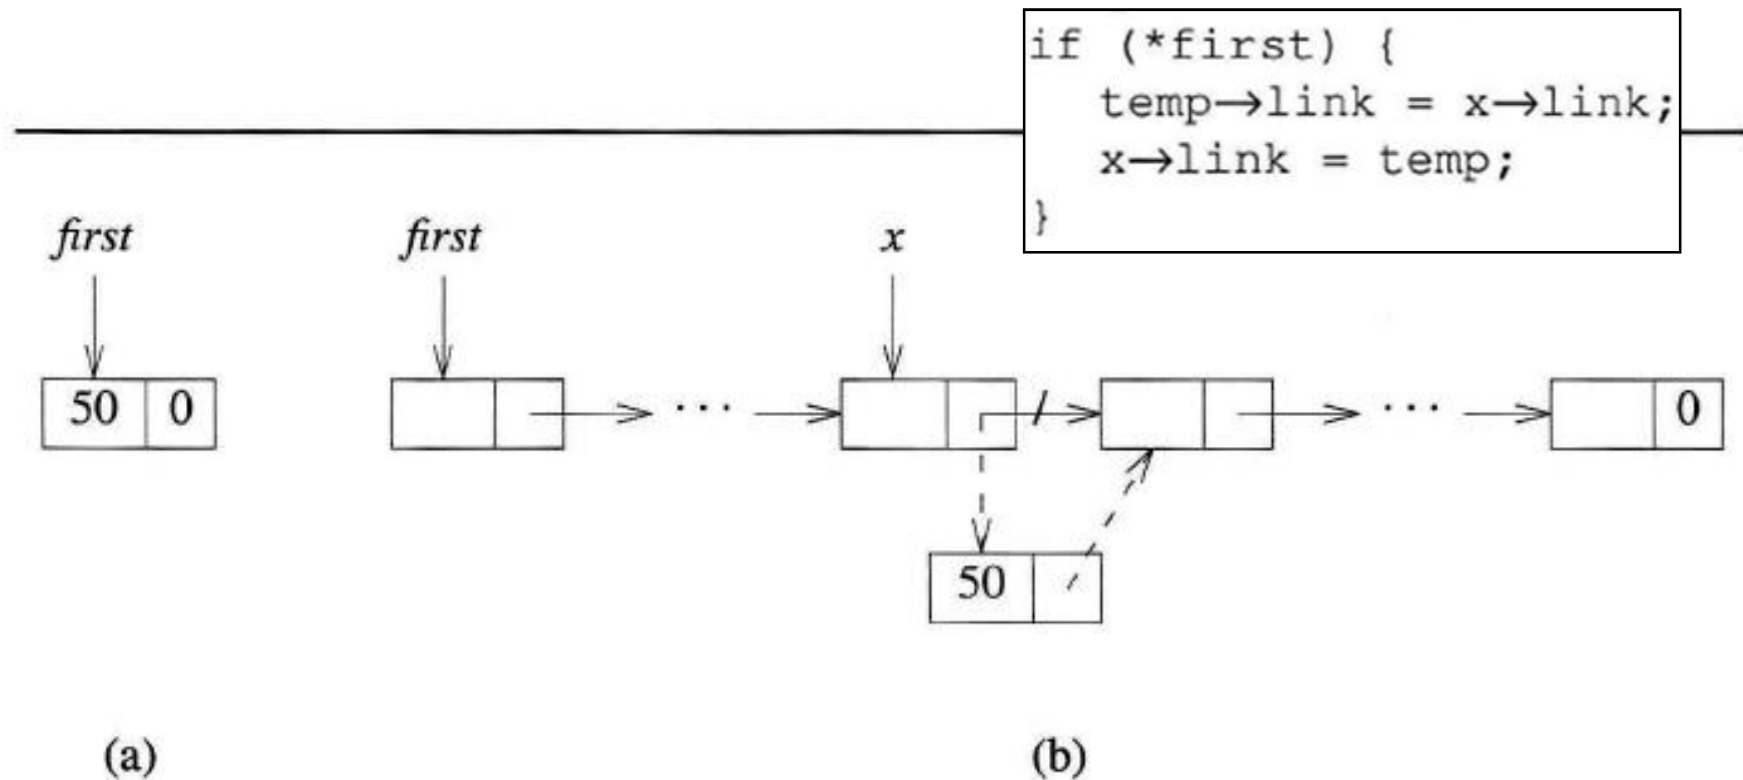 if (*first) {
temp→link = x→link;
x→link = temp;
}
first first x
50 0 ··· ··· 0
50
(a) (b)